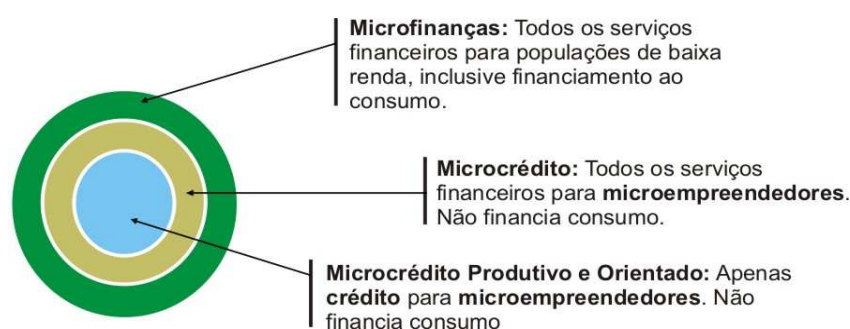 Microfinanças: Todos os serviços
financeiros para populações de baixa
renda, inclusive financiamento ao
consumo.
Microcrédito: Todos os serviços
financeiros para microempreendedores.
Não financia consumo.
Microcrédito Produtivo e Orientado: Apenas
crédito para microempreendedores. Não
financia consumo